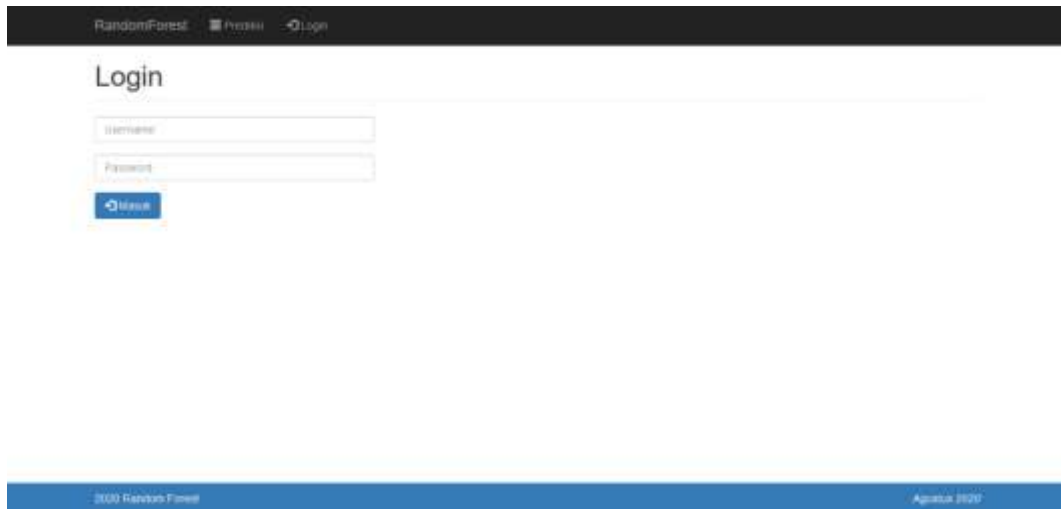 RandomForest Prediksi Login
Login
Username
Password
Masuk
2020 Random Forest Agustus 2020